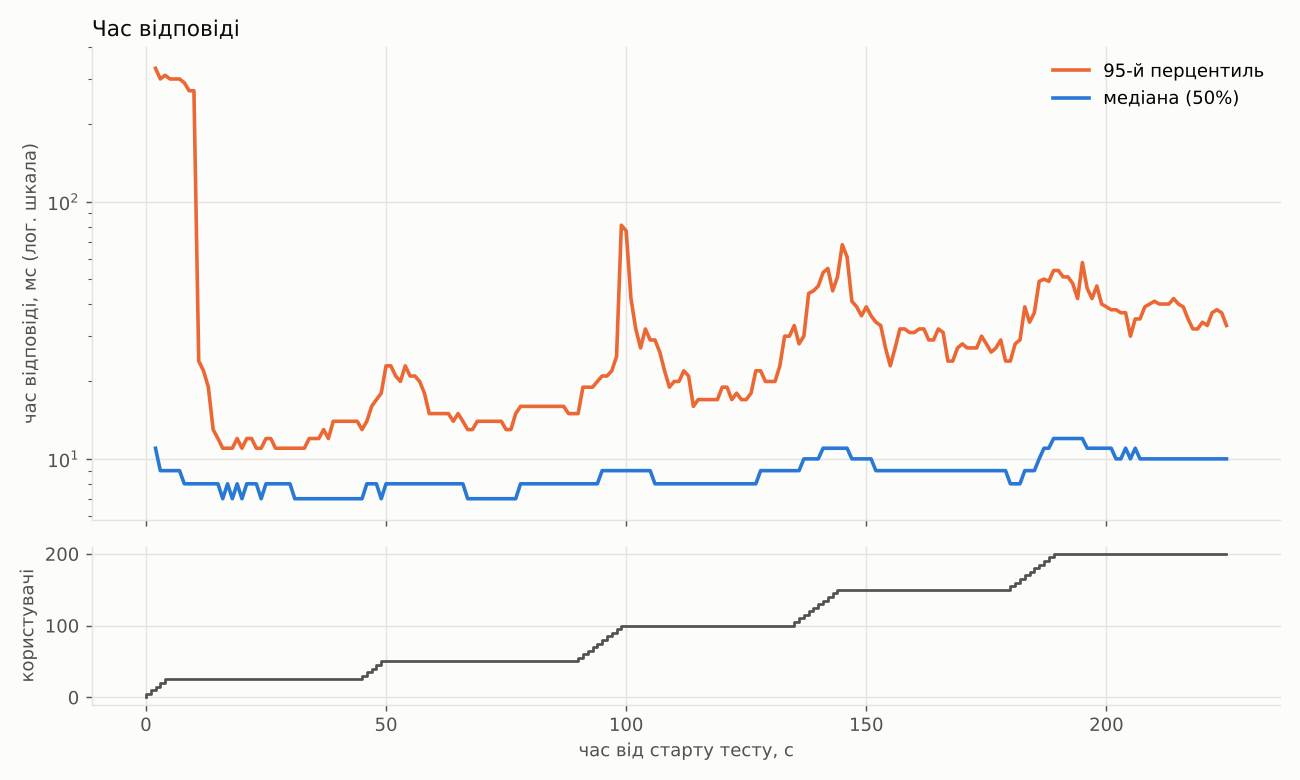 Час відповіді
95-й перцентиль
медіана (50%)
час відповіді, мс (лог. шкала)
10²
10¹
користувачі
200
100
0
0 50 100 150 200
час від старту тесту, с